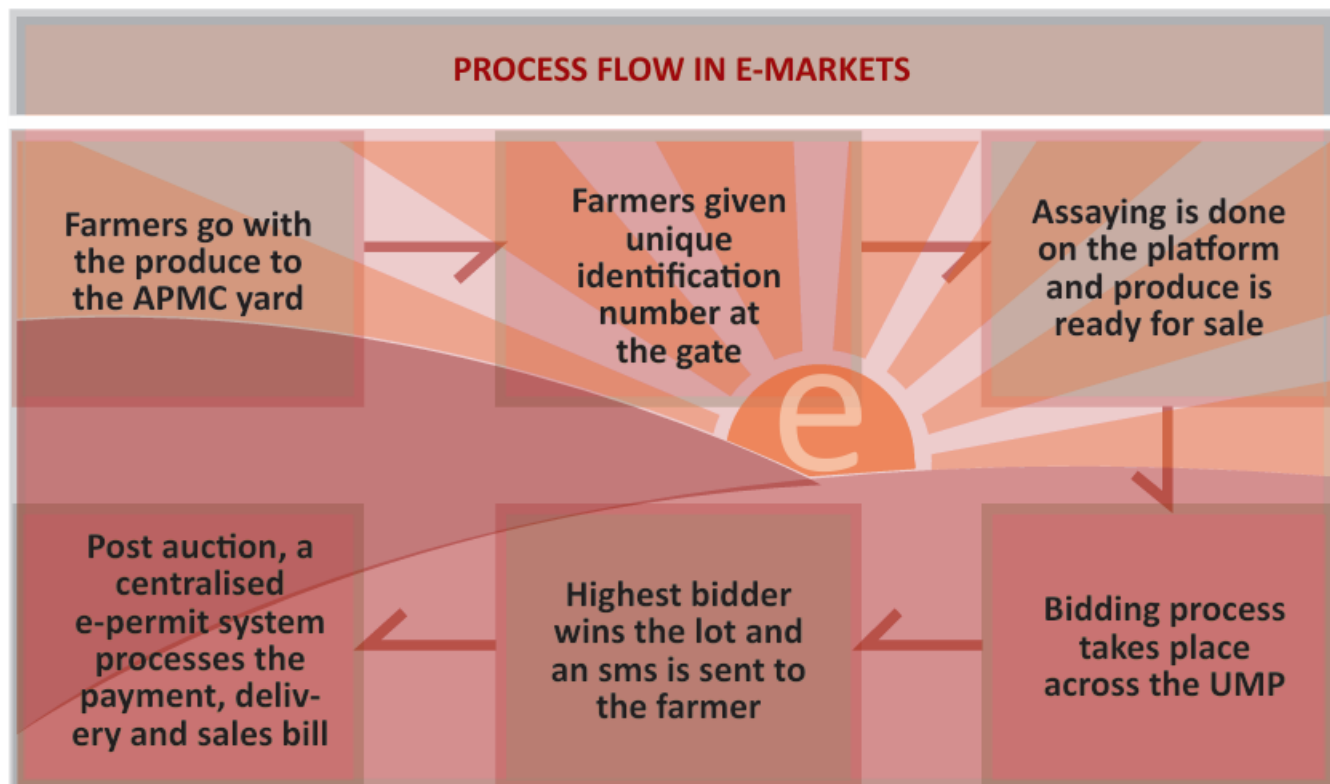 PROCESS FLOW IN E-MARKETS
Farmers go with
the produce to
the APMC yard
Farmers given
unique
identification
number at
the gate
Assaying is done
on the platform
and produce is
ready for sale
e
Bidding process
takes place
across the UMP
Highest bidder
wins the lot and
an sms is sent to
the farmer
Post auction, a
centralised
e-permit system
processes the
payment, deliv-
ery and sales bill